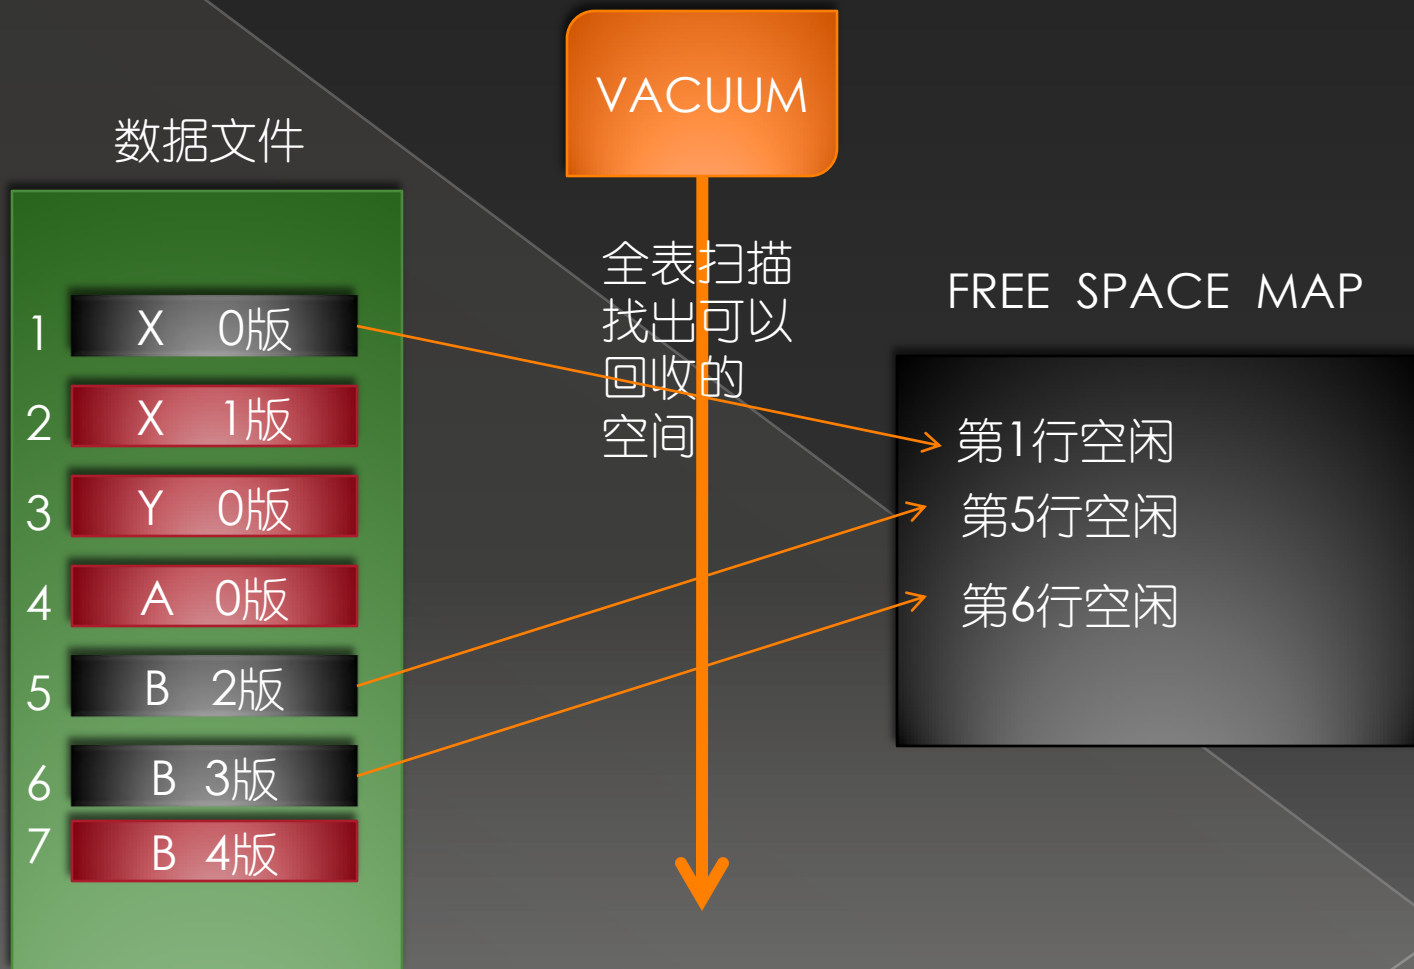 VACUUM
数据文件
全表扫描
找出可以
回收的
空间
FREE SPACE MAP
1 X 0版
2 X 1版
3 Y 0版
4 A 0版
5 B 2版
6 B 3版
7 B 4版
第1行空闲
第5行空闲
第6行空闲